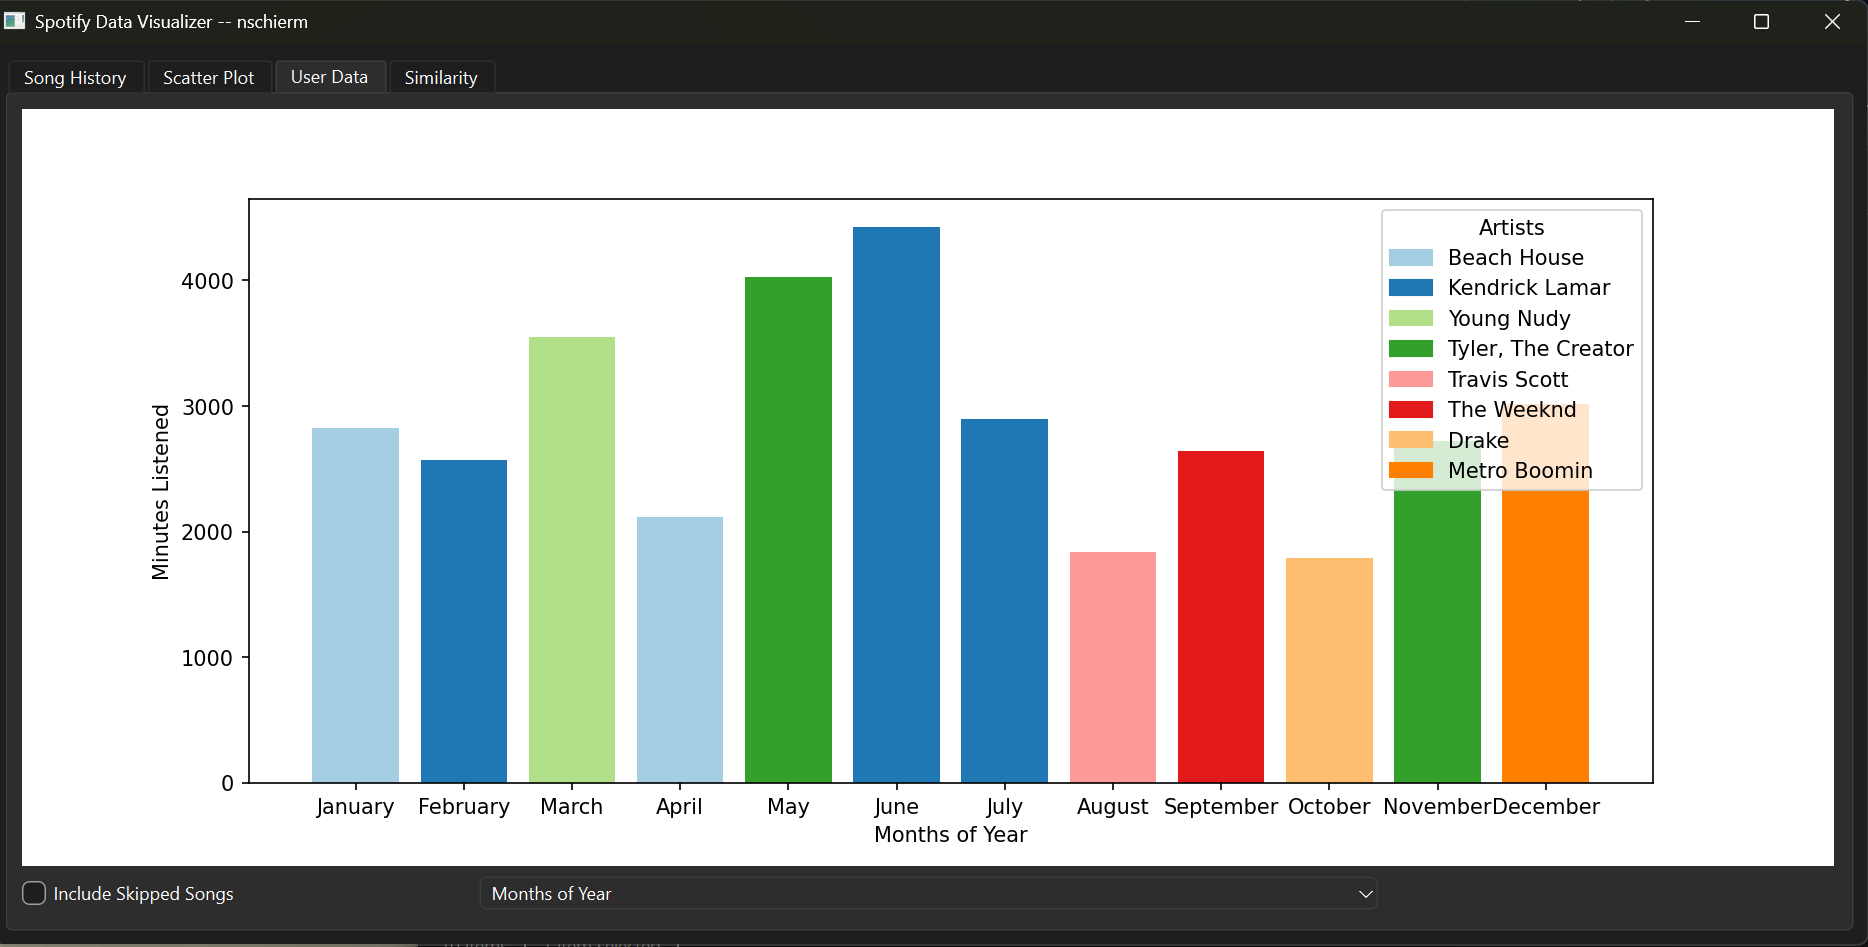 Spotify Data Visualizer -- nschierm
Song History Scatter Plot User Data Similarity
Artists
Beach House
Kendrick Lamar
Young Nudy
Tyler, The Creator
Travis Scott
The Weeknd
Drake
Metro Boomin
Minutes Listened
4000
3000
2000
1000
0
January February March April May June July August September October November December
Months of Year
Include Skipped Songs
Months of Year